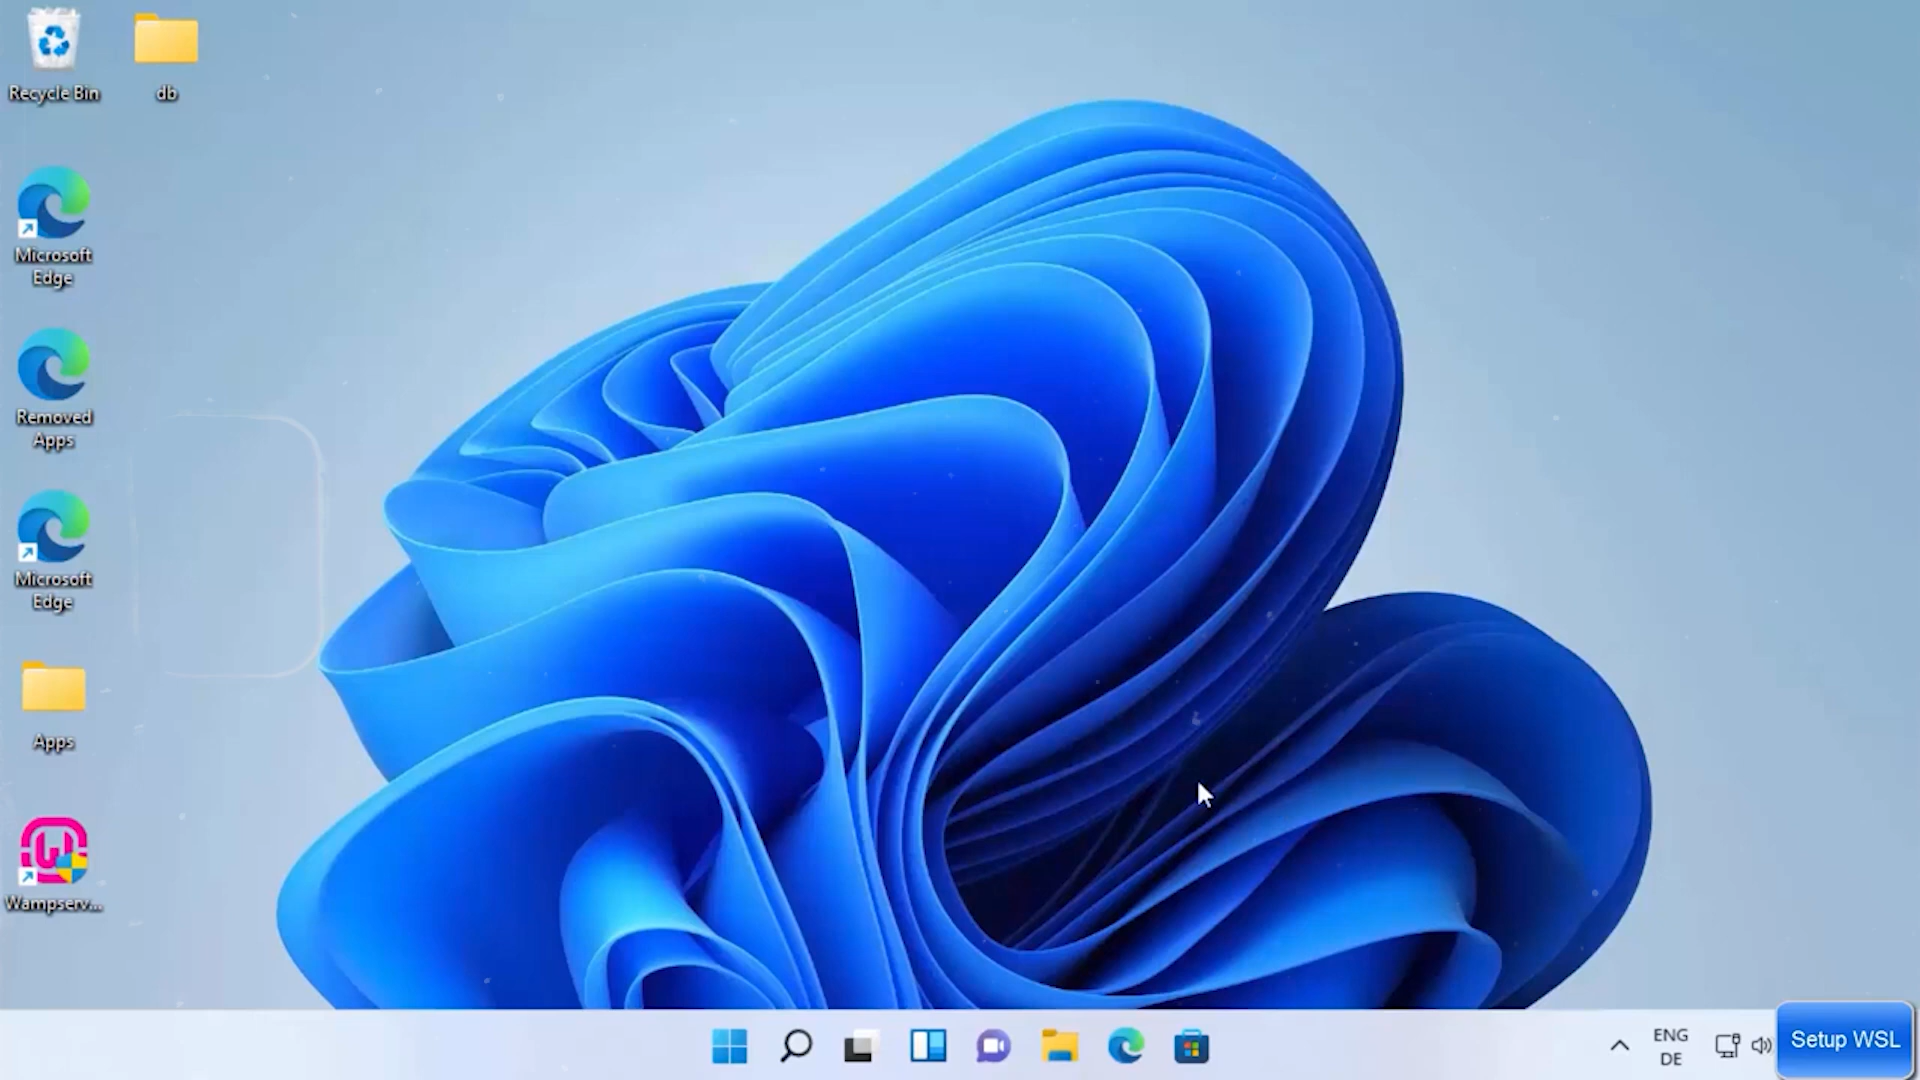 Recycle Bin
db
Microsoft
Edge
Removed
Apps
Microsoft
Edge
Apps
Wampserv...
ENG
DE
Setup WSL